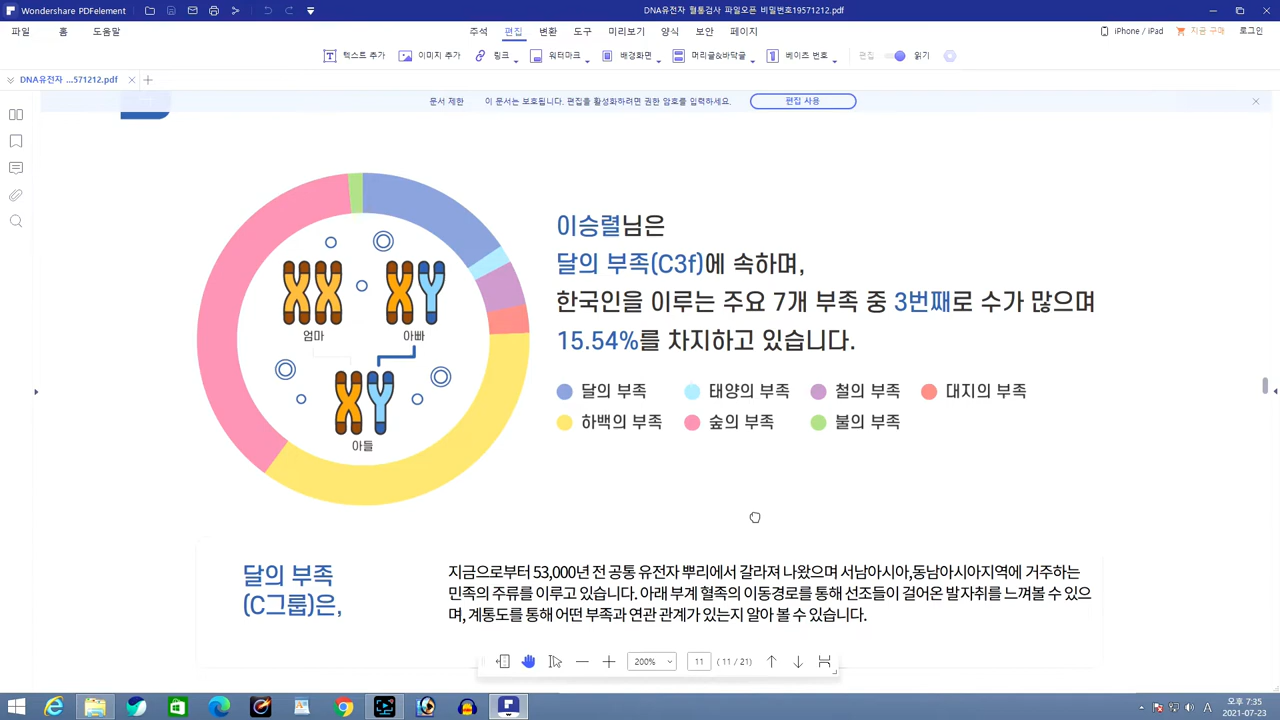 Wondershare PDFelement
DNA유전자 혈통검사 파일오픈 비밀번호19571212.pdf
파일 홈 도움말 주석 편집 변환 도구 미리보기 양식 보안 페이지 iPhone / iPad 지금 구매 로그인
텍스트 추가 이미지 추가 링크 워터마크 배경화면 머리글&바닥글 베이츠 번호 편집 읽기
DNA유전자 ...571212.pdf
문서 제한 이 문서는 보호됩니다. 편집을 활성화하려면 권한 암호를 입력하세요. 편집 사용
이승렬님은
달의 부족(C3f)에 속하며,
한국인을 이루는 주요 7개 부족 중 3번째로 수가 많으며
15.54%를 차지하고 있습니다.
엄마 아빠
아들
달의 부족 태양의 부족 철의 부족 대지의 부족
하백의 부족 숲의 부족 불의 부족
달의 부족
(C그룹)은,
지금으로부터 53,000년 전 공통 유전자 뿌리에서 갈라져 나왔으며 서남아시아,동남아시아지역에 거주하는
민족의 주류를 이루고 있습니다. 아래 부계 혈족의 이동경로를 통해 선조들이 걸어온 발자취를 느껴볼 수 있으
며, 계통도를 통해 어떤 부족과 연관 관계가 있는지 알아 볼 수 있습니다.
200% 11 ( 11 / 21)
A 오후 7:35
2021-07-23